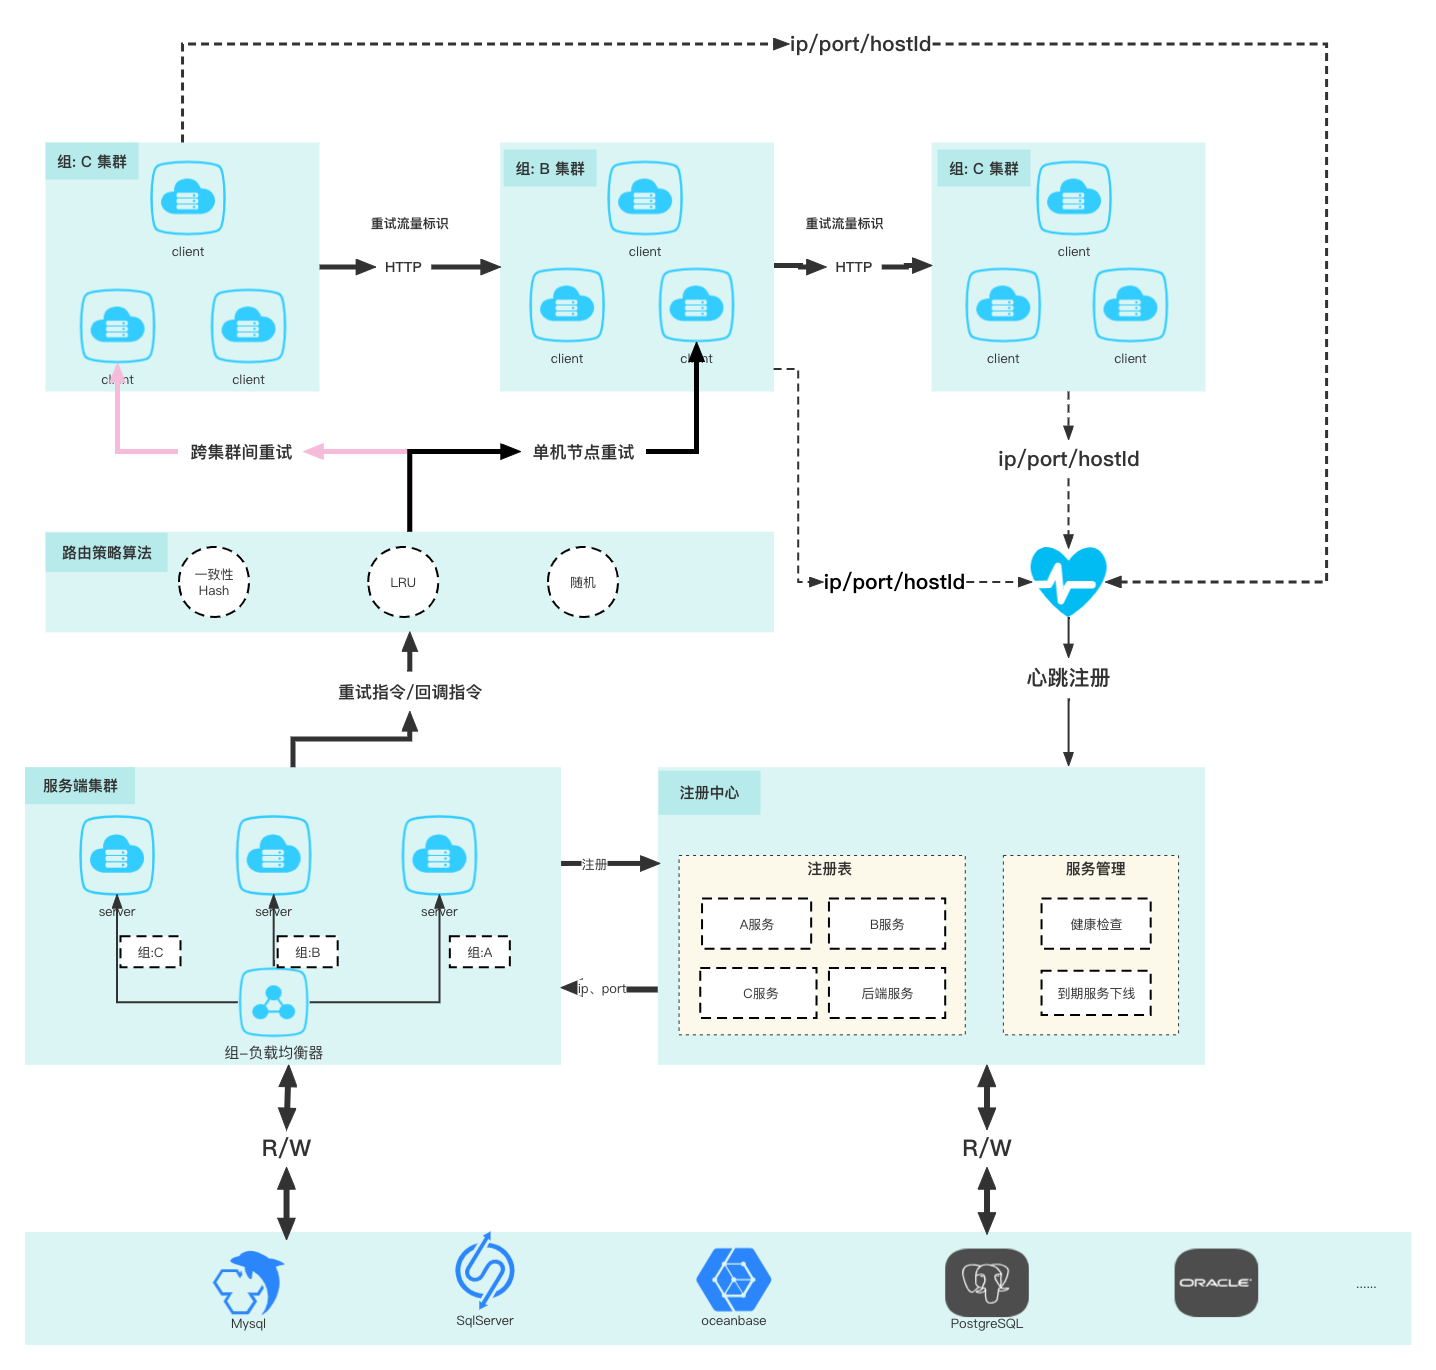 ip/port/hostId
组: C 集群
组: B 集群
组: C 集群
client
client
client
重试流量标识
重试流量标识
HTTP
HTTP
client
client
client
client
client
client
跨集群间重试
单机节点重试
ip/port/hostId
路由策略算法
一致性
Hash
LRU
随机
ip/port/hostId
重试指令/回调指令
心跳注册
服务端集群
注册中心
server
server
server
注册
注册表
服务管理
A服务
B服务
健康检查
组:C
组:B
组:A
ip、port
C服务
后端服务
到期服务下线
组-负载均衡器
R/W
R/W
Mysql
SqlServer
oceanbase
PostgreSQL
ORACLE
......